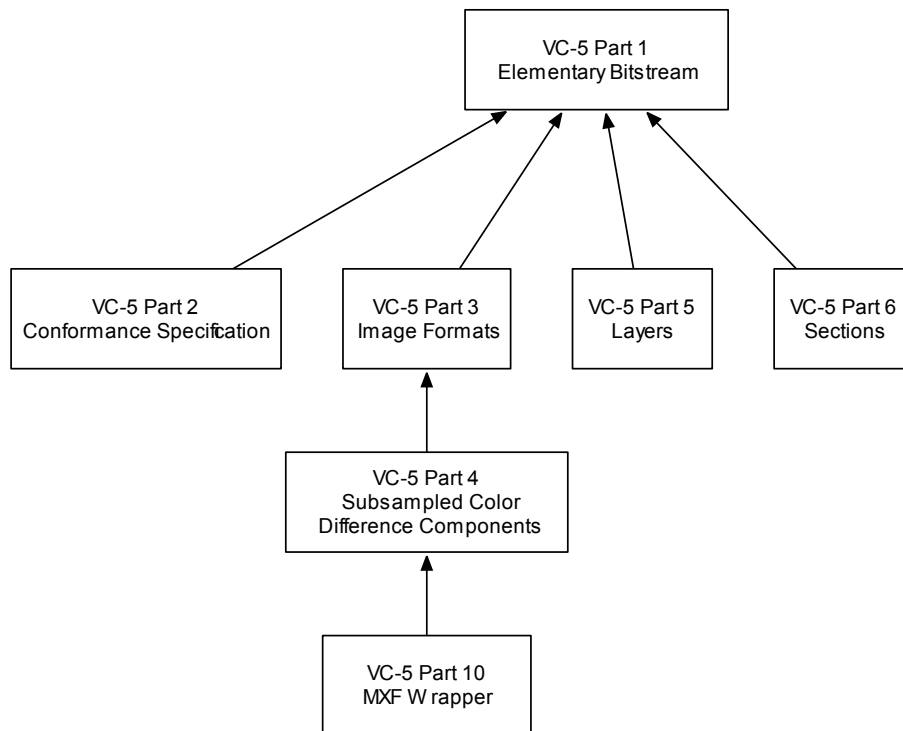 VC-5 Part 1
Elementary Bitstream
VC-5 Part 2
Conformance Specification
VC-5 Part 3
Image Formats
VC-5 Part 5
Layers
VC-5 Part 6
Sections
VC-5 Part 4
Subsampled Color
Difference Components
VC-5 Part 10
MXF Wrapper